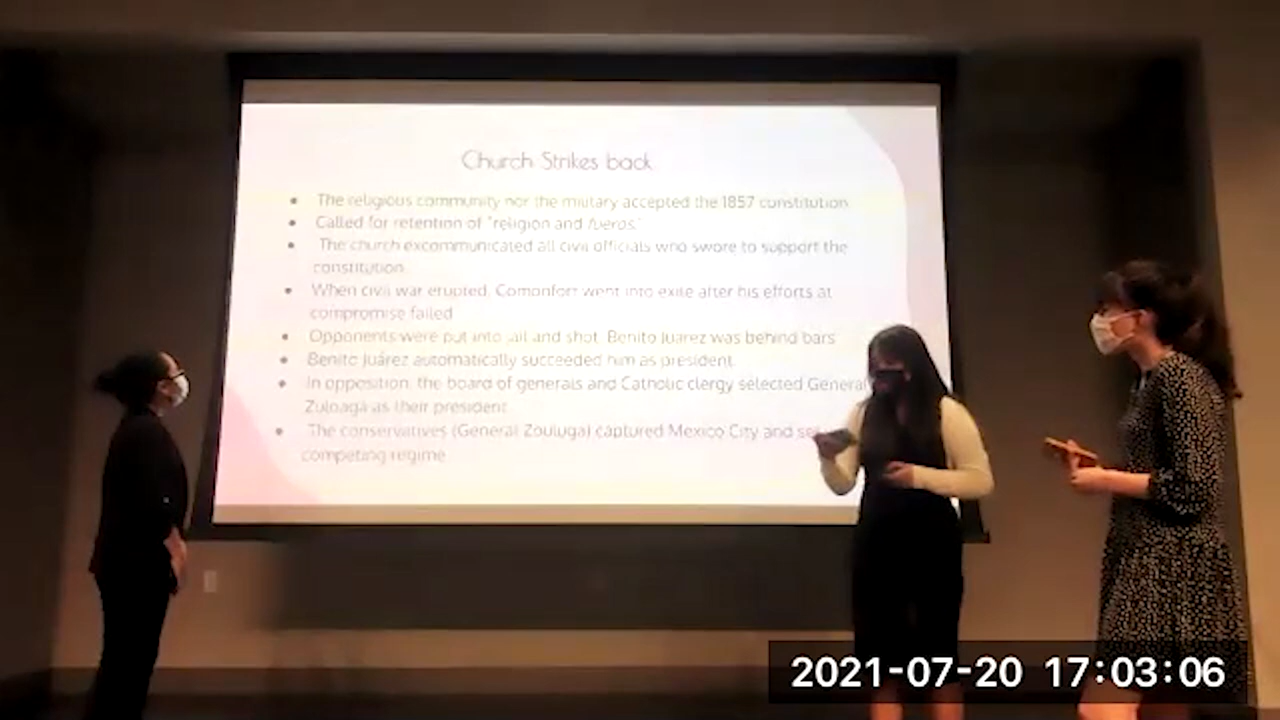 Church Strikes back
The religious community nor the military accepted the 1857 constitution
Called for retention of "religion and fueros."
The church excommunicated all civil officials who swore to support the
constitution
When civil war erupted, Comonfort went into exile after his efforts at
compromise failed
Opponents were put into jail and shot, Benito Juarez was behind bars
Benito Juárez automatically succeeded him as president
In opposition, the board of generals and Catholic clergy selected General
Zuloaga as their president
The conservatives (General Zouluga) captured Mexico City and set
competing regime
2021-07-20 17:03:06